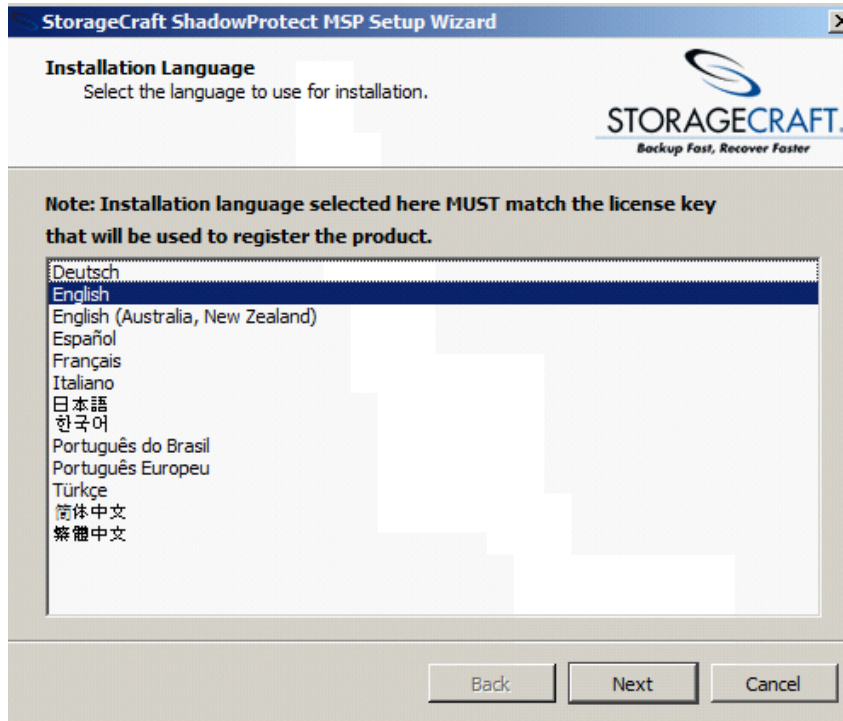 StorageCraft ShadowProtect MSP Setup Wizard
Installation Language
Select the language to use for installation.
STORAGECRAFT.
Backup Fast, Recover Faster
Note: Installation language selected here MUST match the license key
that will be used to register the product.
Deutsch
English
English (Australia, New Zealand)
Español
Français
Italiano
日本語
한국어
Português do Brasil
Português Europeu
Türkçe
简体中文
繁體中文
Back
Next
Cancel